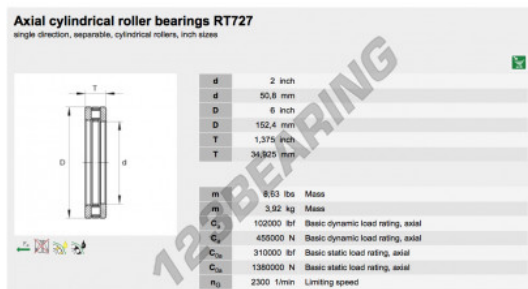 Axial cylindrical roller bearings RT727
single direction, separable, cylindrical rollers, inch sizes
T
D
d
d 2 inch
d 50,8 mm
D 6 inch
D 152,4 mm
T 1,375 inch
T 34,925 mm
m 8,63 lbs Mass
m 3,92 kg Mass
Ca 102000 lbf Basic dynamic load rating, axial
Ca 455000 N Basic dynamic load rating, axial
C0a 310000 lbf Basic static load rating, axial
C0a 1380000 N Basic static load rating, axial
nG 2300 1/min Limiting speed
123BEARING